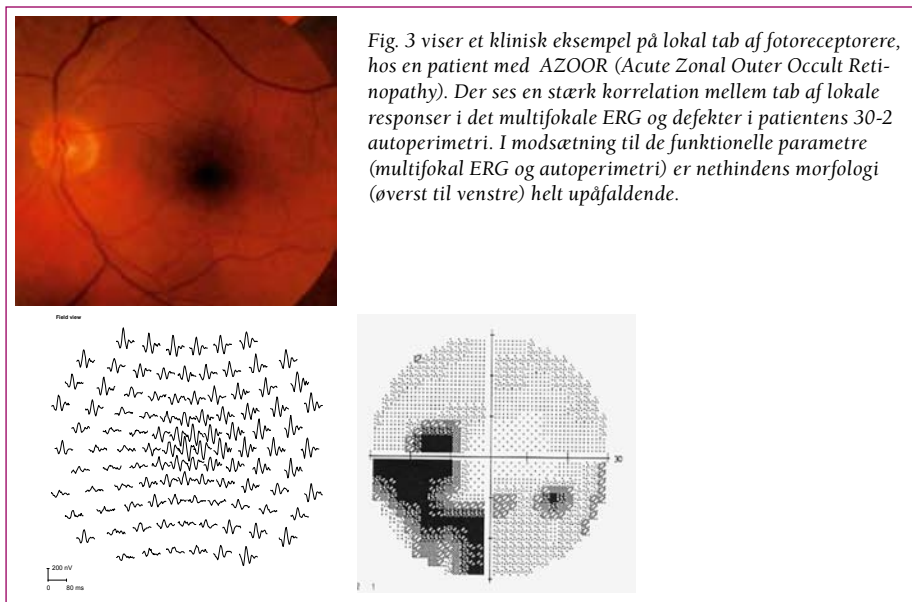 Fig. 3 viser et klinisk eksempel på lokal tab af fotoreceptorere,
hos en patient med AZOOR (Acute Zonal Outer Occult Reti-
nopathy). Der ses en stærk korrelation mellem tab af lokale
responser i det multifokale ERG og defekter i patientens 30-2
autoperimetri. I modsætning til de funktionelle parametre
(multifokal ERG og autoperimetri) er nethindens morfologi
(øverst til venstre) helt upåfaldende.
Field view
30
200 nV
0 80 ms
1